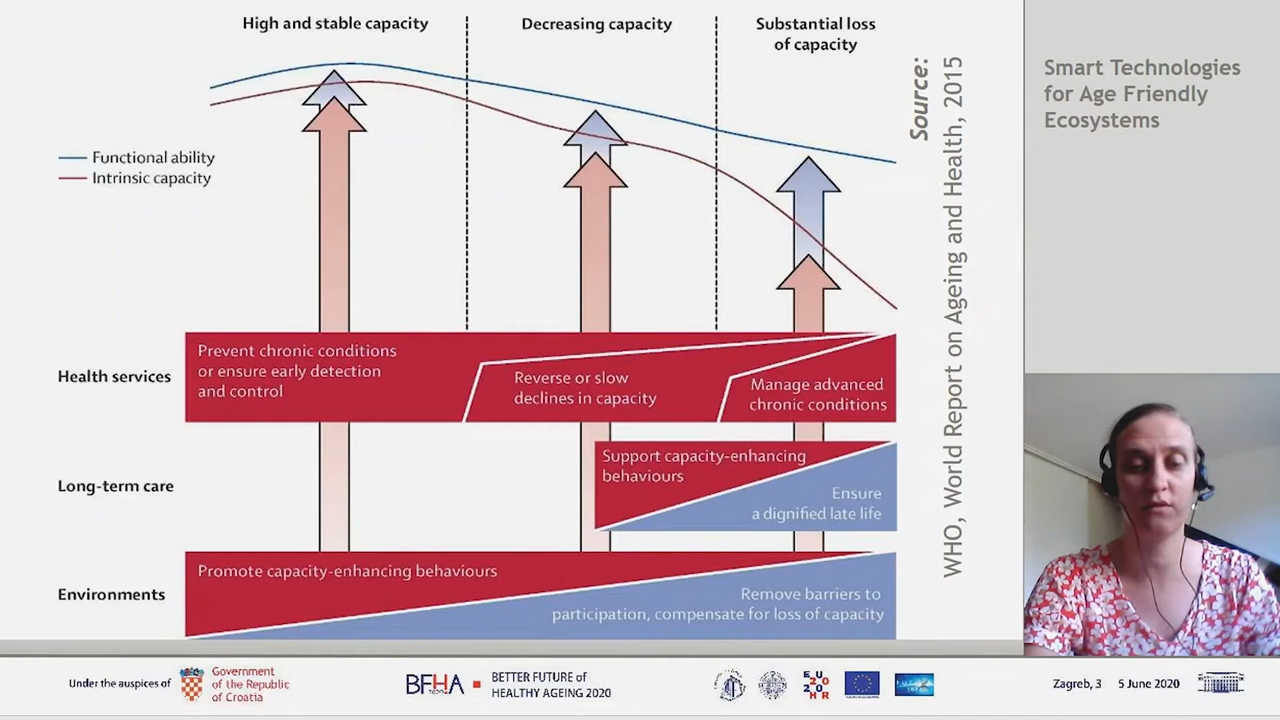 High and stable capacity
Decreasing capacity
Substantial loss
of capacity
Functional ability
Intrinsic capacity
Health services
Prevent chronic conditions
or ensure early detection
and control
Reverse or slow
declines in capacity
Manage advanced
chronic conditions
Long-term care
Support capacity-enhancing
behaviours
Ensure
a dignified late life
Environments
Promote capacity-enhancing behaviours
Remove barriers to
participation, compensate for loss of capacity
Source:
WHO, World Report on Ageing and Health, 2015
Smart Technologies
for Age Friendly
Ecosystems
Under the auspices of
Government
of the Republic
of Croatia
BFHA
BETTER FUTURE of
HEALTHY AGEING 2020
EU
20
20
HR
Zagreb, 3
5 June 2020